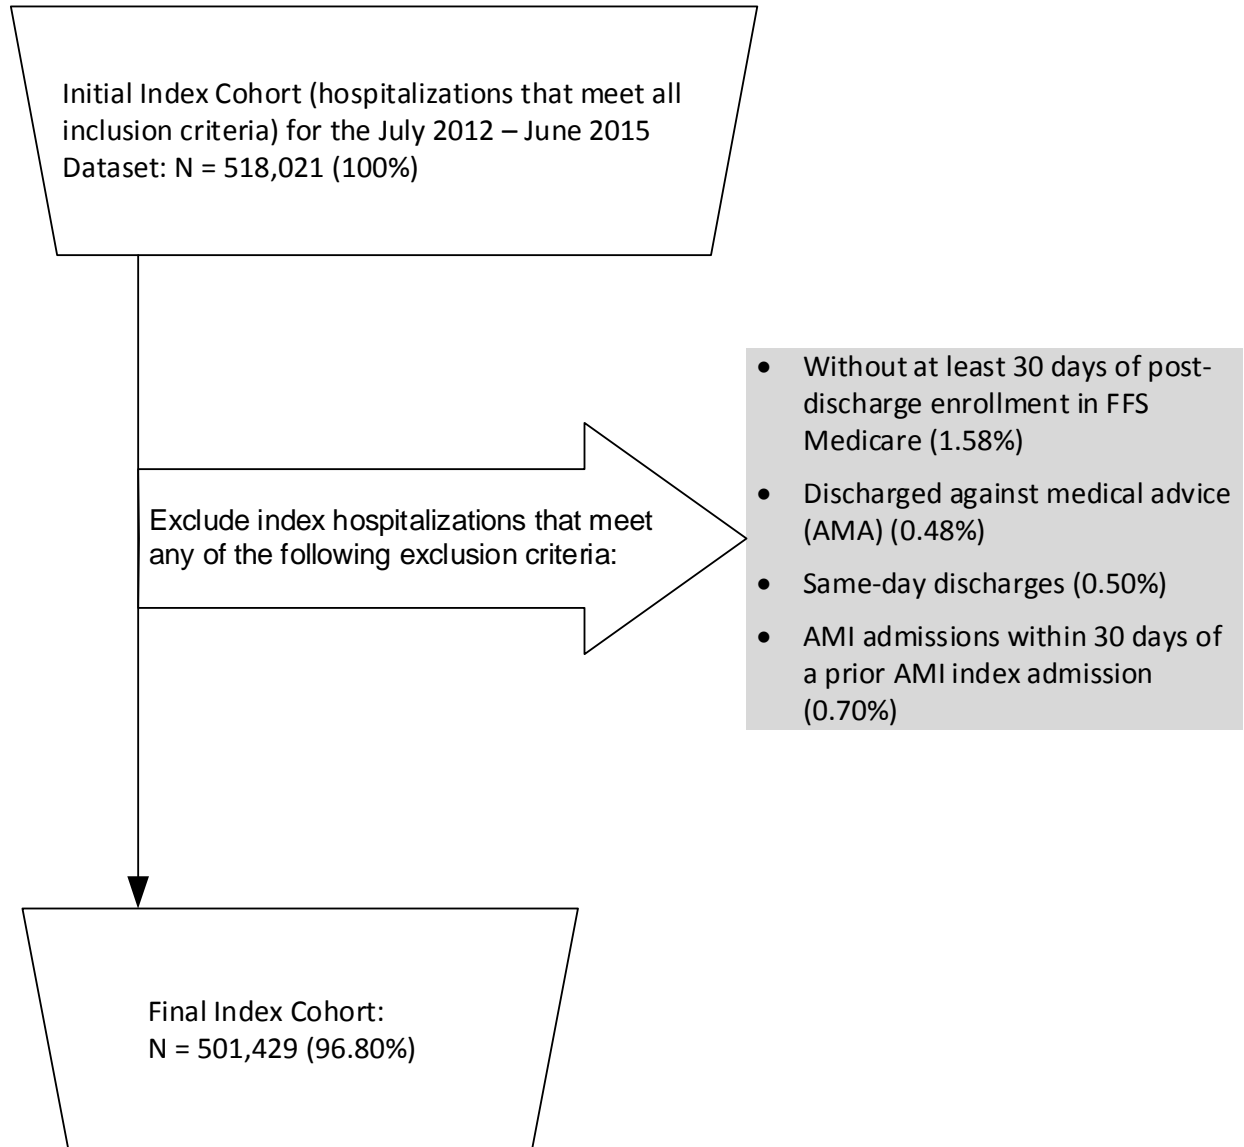 Initial Index Cohort (hospitalizations that meet all
inclusion criteria) for the July 2012 – June 2015
Dataset: N = 518,021 (100%)
Exclude index hospitalizations that meet
any of the following exclusion criteria:
• Without at least 30 days of post-
discharge enrollment in FFS
Medicare (1.58%)
• Discharged against medical advice
(AMA) (0.48%)
• Same-day discharges (0.50%)
• AMI admissions within 30 days of
a prior AMI index admission
(0.70%)
Final Index Cohort:
N = 501,429 (96.80%)